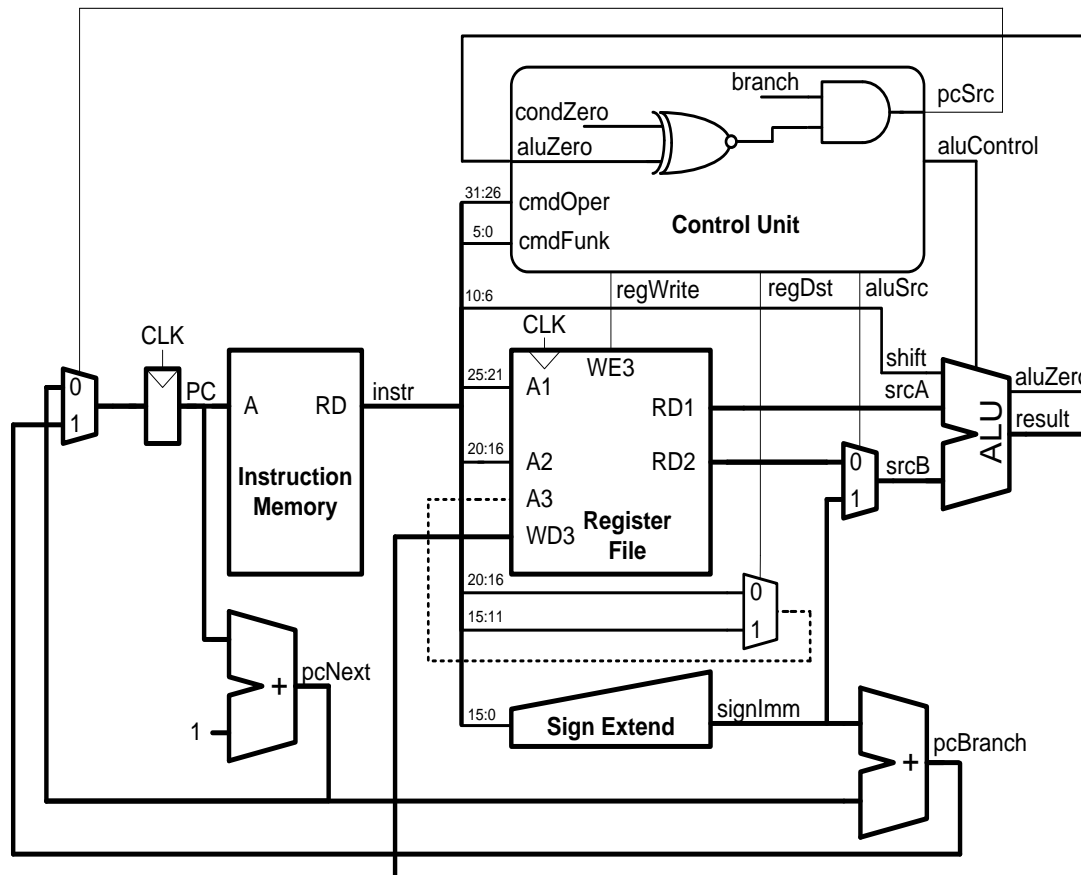 branch
pcSrc
condZero
aluZero
aluControl
31:26
cmdOper
Control Unit
5:0
cmdFunk
10:6
regWrite
regDst
aluSrc
CLK
CLK
shift
WE3
0
PC
A
RD
instr
25:21
A1
RD1
srcA
aluZero
1
result
ALU
20:16
A2
RD2
0
srcB
Instruction
Memory
A3
1
WD3
Register
File
20:16
0
15:11
1
pcNext
+
1
15:0
Sign Extend
signImm
pcBranch
+